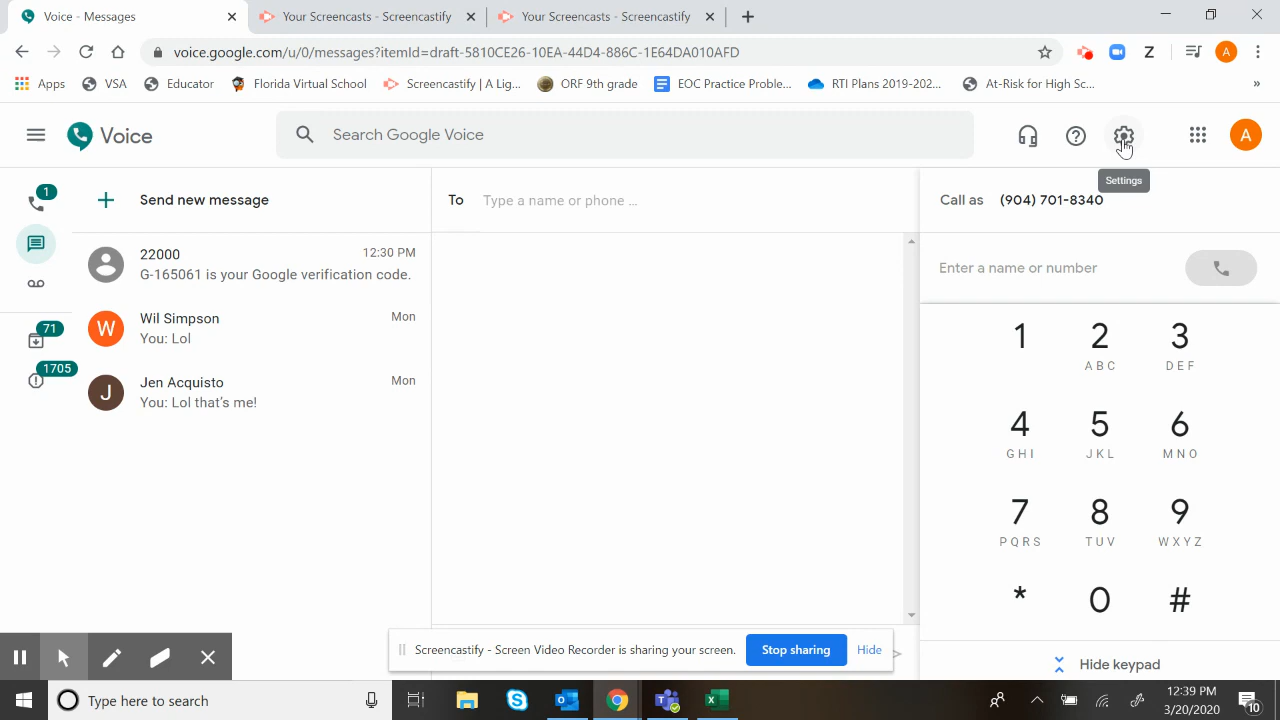 Voice - Messages
Your Screencasts - Screencastify
Your Screencasts - Screencastify
voice.google.com/u/0/messages?itemId=draft-5810CE26-10EA-44D4-886C-1E64DA010AFD
Z
A
Apps
VSA
Educator
Florida Virtual School
Screencastify | A Lig...
ORF 9th grade
EOC Practice Proble...
RTI Plans 2019-202...
At-Risk for High Sc...
»
Voice
Search Google Voice
A
Settings
1
71
1705
Send new message
22000
12:30 PM
G-165061 is your Google verification code.
W
Wil Simpson
Mon
You: Lol
J
Jen Acquisto
Mon
You: Lol that's me!
To
Type a name or phone ...
Call as (904) 701-8340
Enter a name or number
1 2 3
ABC DEF
4 5 6
GHI JKL MNO
7 8 9
PQRS TUV WXYZ
* 0 #
Hide keypad
Screencastify - Screen Video Recorder is sharing your screen.
Stop sharing
Hide
Type here to search
12:39 PM
3/20/2020
10